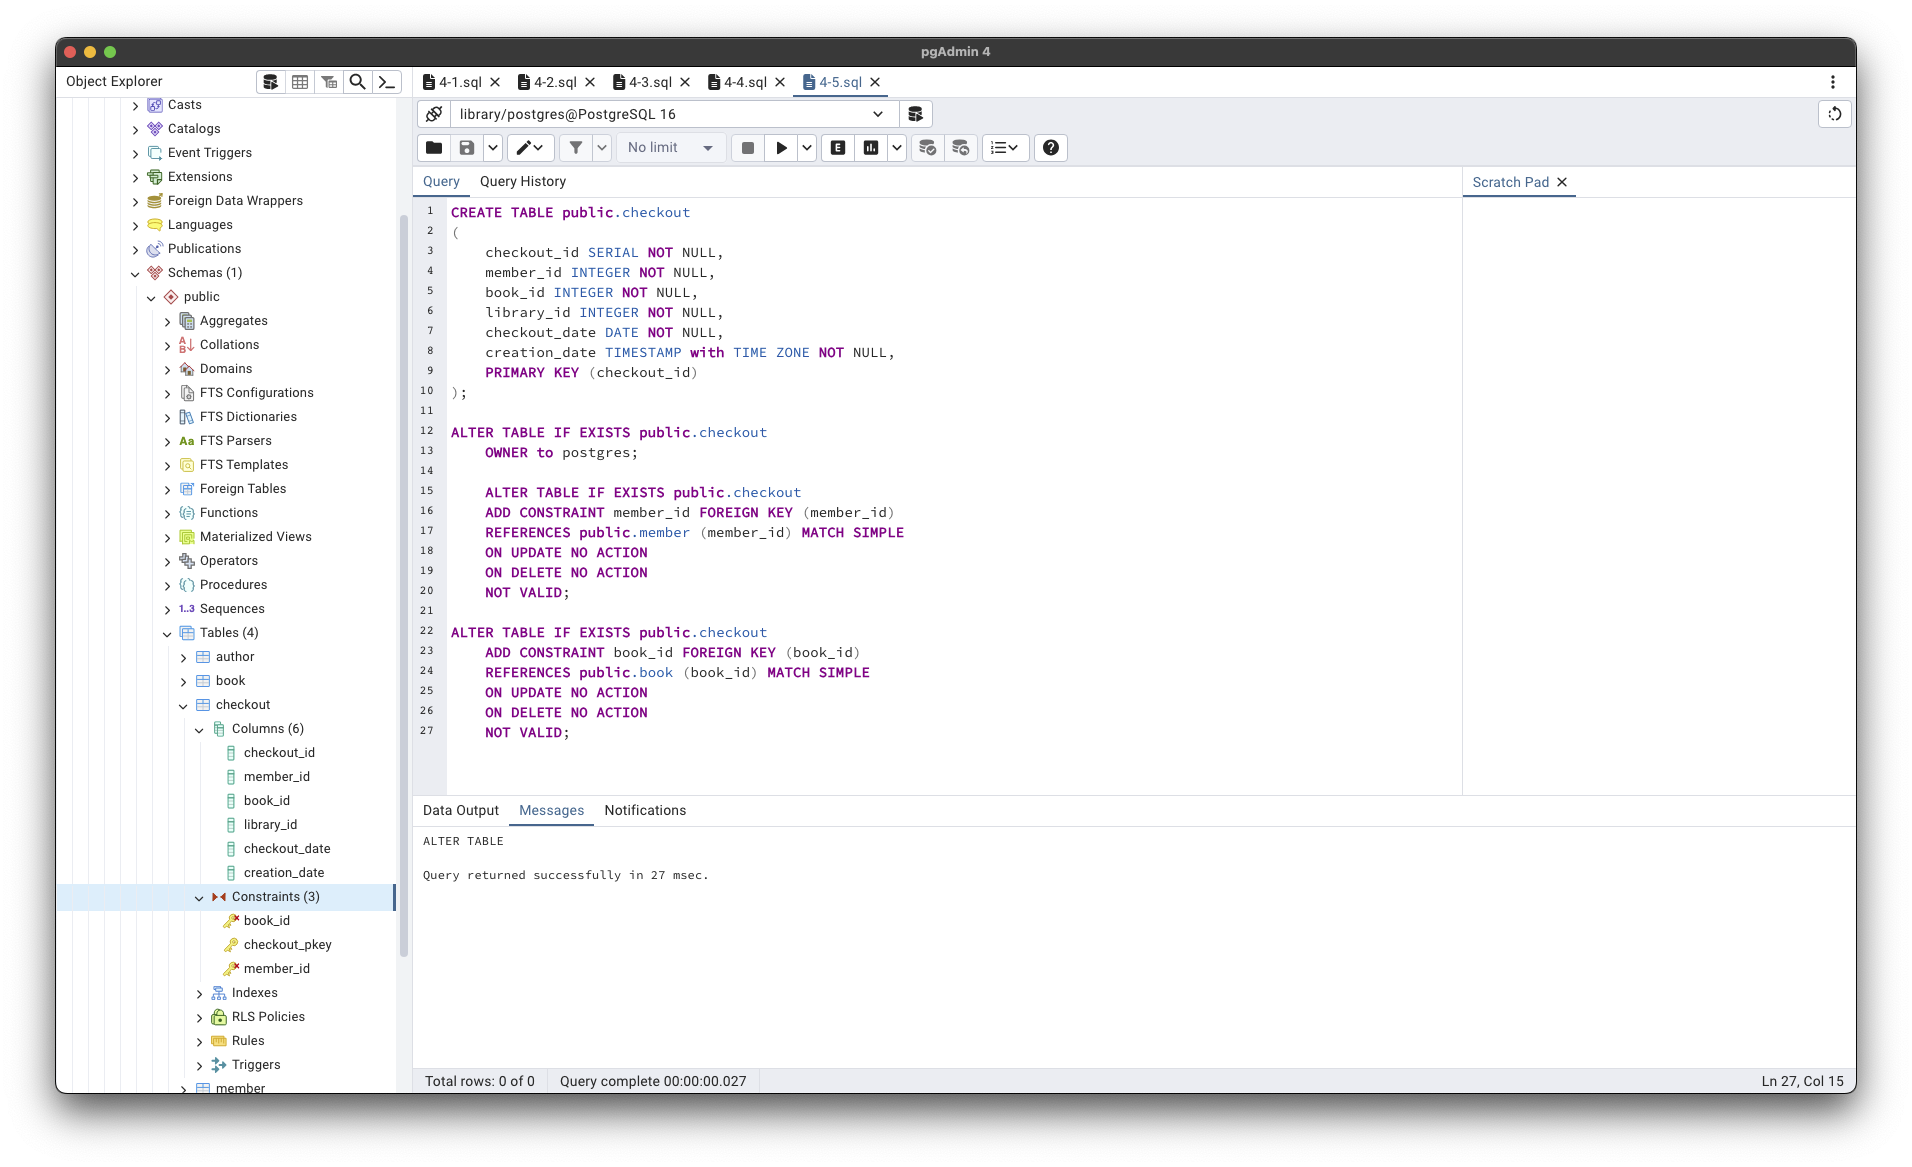 pgAdmin 4
Object Explorer
Casts
Catalogs
Event Triggers
Extensions
Foreign Data Wrappers
Languages
Publications
Schemas (1)
public
Aggregates
Collations
Domains
FTS Configurations
FTS Dictionaries
Aa FTS Parsers
FTS Templates
Foreign Tables
Functions
Materialized Views
Operators
Procedures
1..3 Sequences
Tables (4)
author
book
checkout
Columns (6)
checkout_id
member_id
book_id
library_id
checkout_date
creation_date
Constraints (3)
book_id
checkout_pkey
member_id
Indexes
RLS Policies
Rules
Triggers
member
4-1.sql 4-2.sql 4-3.sql 4-4.sql 4-5.sql
library/postgres@PostgreSQL 16
No limit E
Query Query History
Scratch Pad
1 CREATE TABLE public.checkout
2 (
3 checkout_id SERIAL NOT NULL,
4 member_id INTEGER NOT NULL,
5 book_id INTEGER NOT NULL,
6 library_id INTEGER NOT NULL,
7 checkout_date DATE NOT NULL,
8 creation_date TIMESTAMP with TIME ZONE NOT NULL,
9 PRIMARY KEY (checkout_id)
10 );
11
12 ALTER TABLE IF EXISTS public.checkout
13 OWNER to postgres;
14
15 ALTER TABLE IF EXISTS public.checkout
16 ADD CONSTRAINT member_id FOREIGN KEY (member_id)
17 REFERENCES public.member (member_id) MATCH SIMPLE
18 ON UPDATE NO ACTION
19 ON DELETE NO ACTION
20 NOT VALID;
21
22 ALTER TABLE IF EXISTS public.checkout
23 ADD CONSTRAINT book_id FOREIGN KEY (book_id)
24 REFERENCES public.book (book_id) MATCH SIMPLE
25 ON UPDATE NO ACTION
26 ON DELETE NO ACTION
27 NOT VALID;
Data Output Messages Notifications
ALTER TABLE
Query returned successfully in 27 msec.
Total rows: 0 of 0 Query complete 00:00:00.027 Ln 27, Col 15